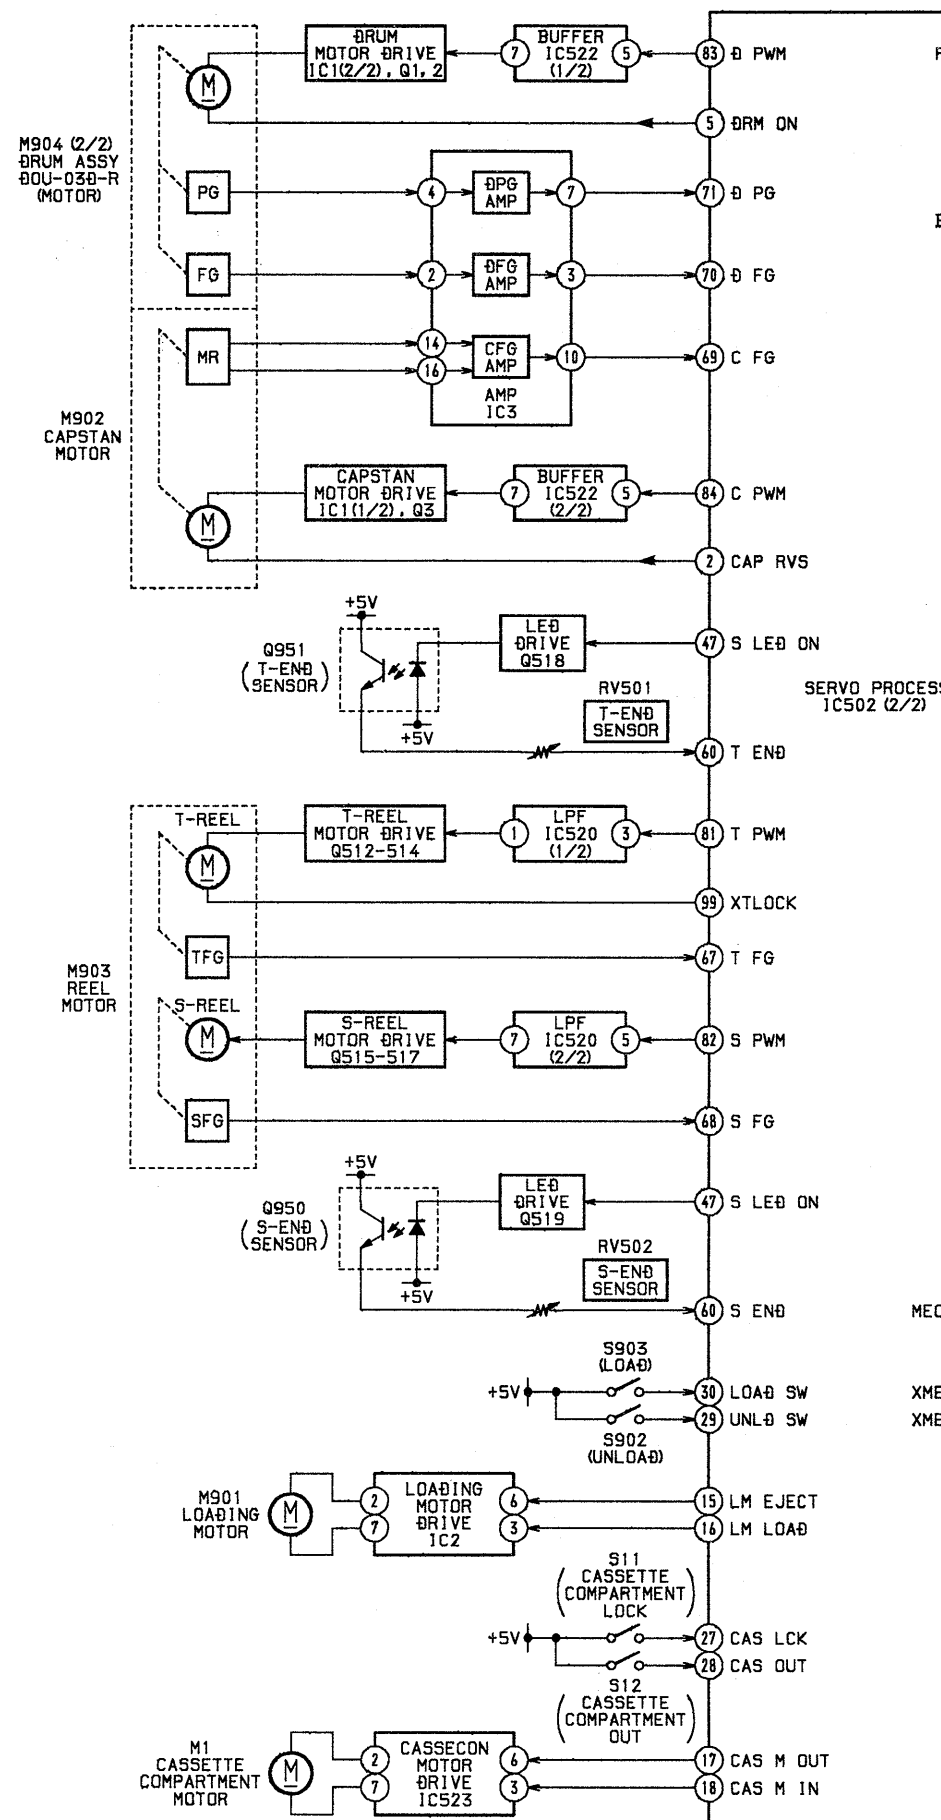 DRUM
MOTOR DRIVE
IC1(2/2), Q1, 2
7
BUFFER
IC522
(1/2)
5
83 D PWM
M
5 DRM ON
M904 (2/2)
DRUM ASSY
DOU-03D-R
(MOTOR)
PG
4
DPG
AMP
7
71 D PG
FG
2
DFG
AMP
3
70 D FG
MR
14
16
CFG
AMP
10
69 C FG
AMP
IC3
M902
CAPSTAN
MOTOR
CAPSTAN
MOTOR DRIVE
IC1(1/2), Q3
7
BUFFER
IC522
(2/2)
5
84 C PWM
M
2 CAP RVS
+5V
Q951
(T-END
SENSOR)
LED
DRIVE
Q518
47 S LED ON
+5V
RV501
T-END
SENSOR
60 T END
SERVO PROCESS
IC502 (2/2)
T-REEL
M
T-REEL
MOTOR DRIVE
Q512-514
1
LPF
IC520
(1/2)
3
81 T PWM
99 XTLOCK
TFG
67 T FG
M903
REEL
MOTOR
S-REEL
M
S-REEL
MOTOR DRIVE
Q515-517
7
LPF
IC520
(2/2)
5
82 S PWM
SFG
68 S FG
+5V
Q950
(S-END
SENSOR)
LED
DRIVE
Q519
47 S LED ON
+5V
RV502
S-END
SENSOR
60 S END
MEC
S903
(LOAD)
+5V
30 LOAD SW
XME
29 UNLD SW
XME
S902
(UNLOAD)
M901
LOADING
MOTOR
M
2
7
LOADING
MOTOR
DRIVE
IC2
6
3
15 LM EJECT
16 LM LOAD
S11
(CASSETTE
COMPARTMENT
LOCK)
+5V
27 CAS LCK
28 CAS OUT
S12
(CASSETTE
COMPARTMENT
OUT)
M1
CASSETTE
COMPARTMENT
MOTOR
M
2
7
CASSECON
MOTOR
DRIVE
IC523
6
3
17 CAS M OUT
18 CAS M IN